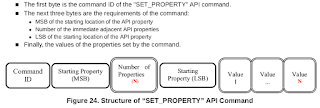 ▪ The first byte is the command ID of the "SET_PROPERTY" API command.
▪ The next three bytes are the requirements of the command:
▪ MSB of the starting location of the API property
▪ Number of the immediate adjacent API properties
▪ LSB of the starting location of the API property
▪ Finally, the values of the properties set by the command.
Command ID
Starting Property (MSB)
Number of Properties (N)
Starting Property (LSB)
Value 1
Value ...
Value N
Figure 24. Structure of "SET_PROPERTY" API Command